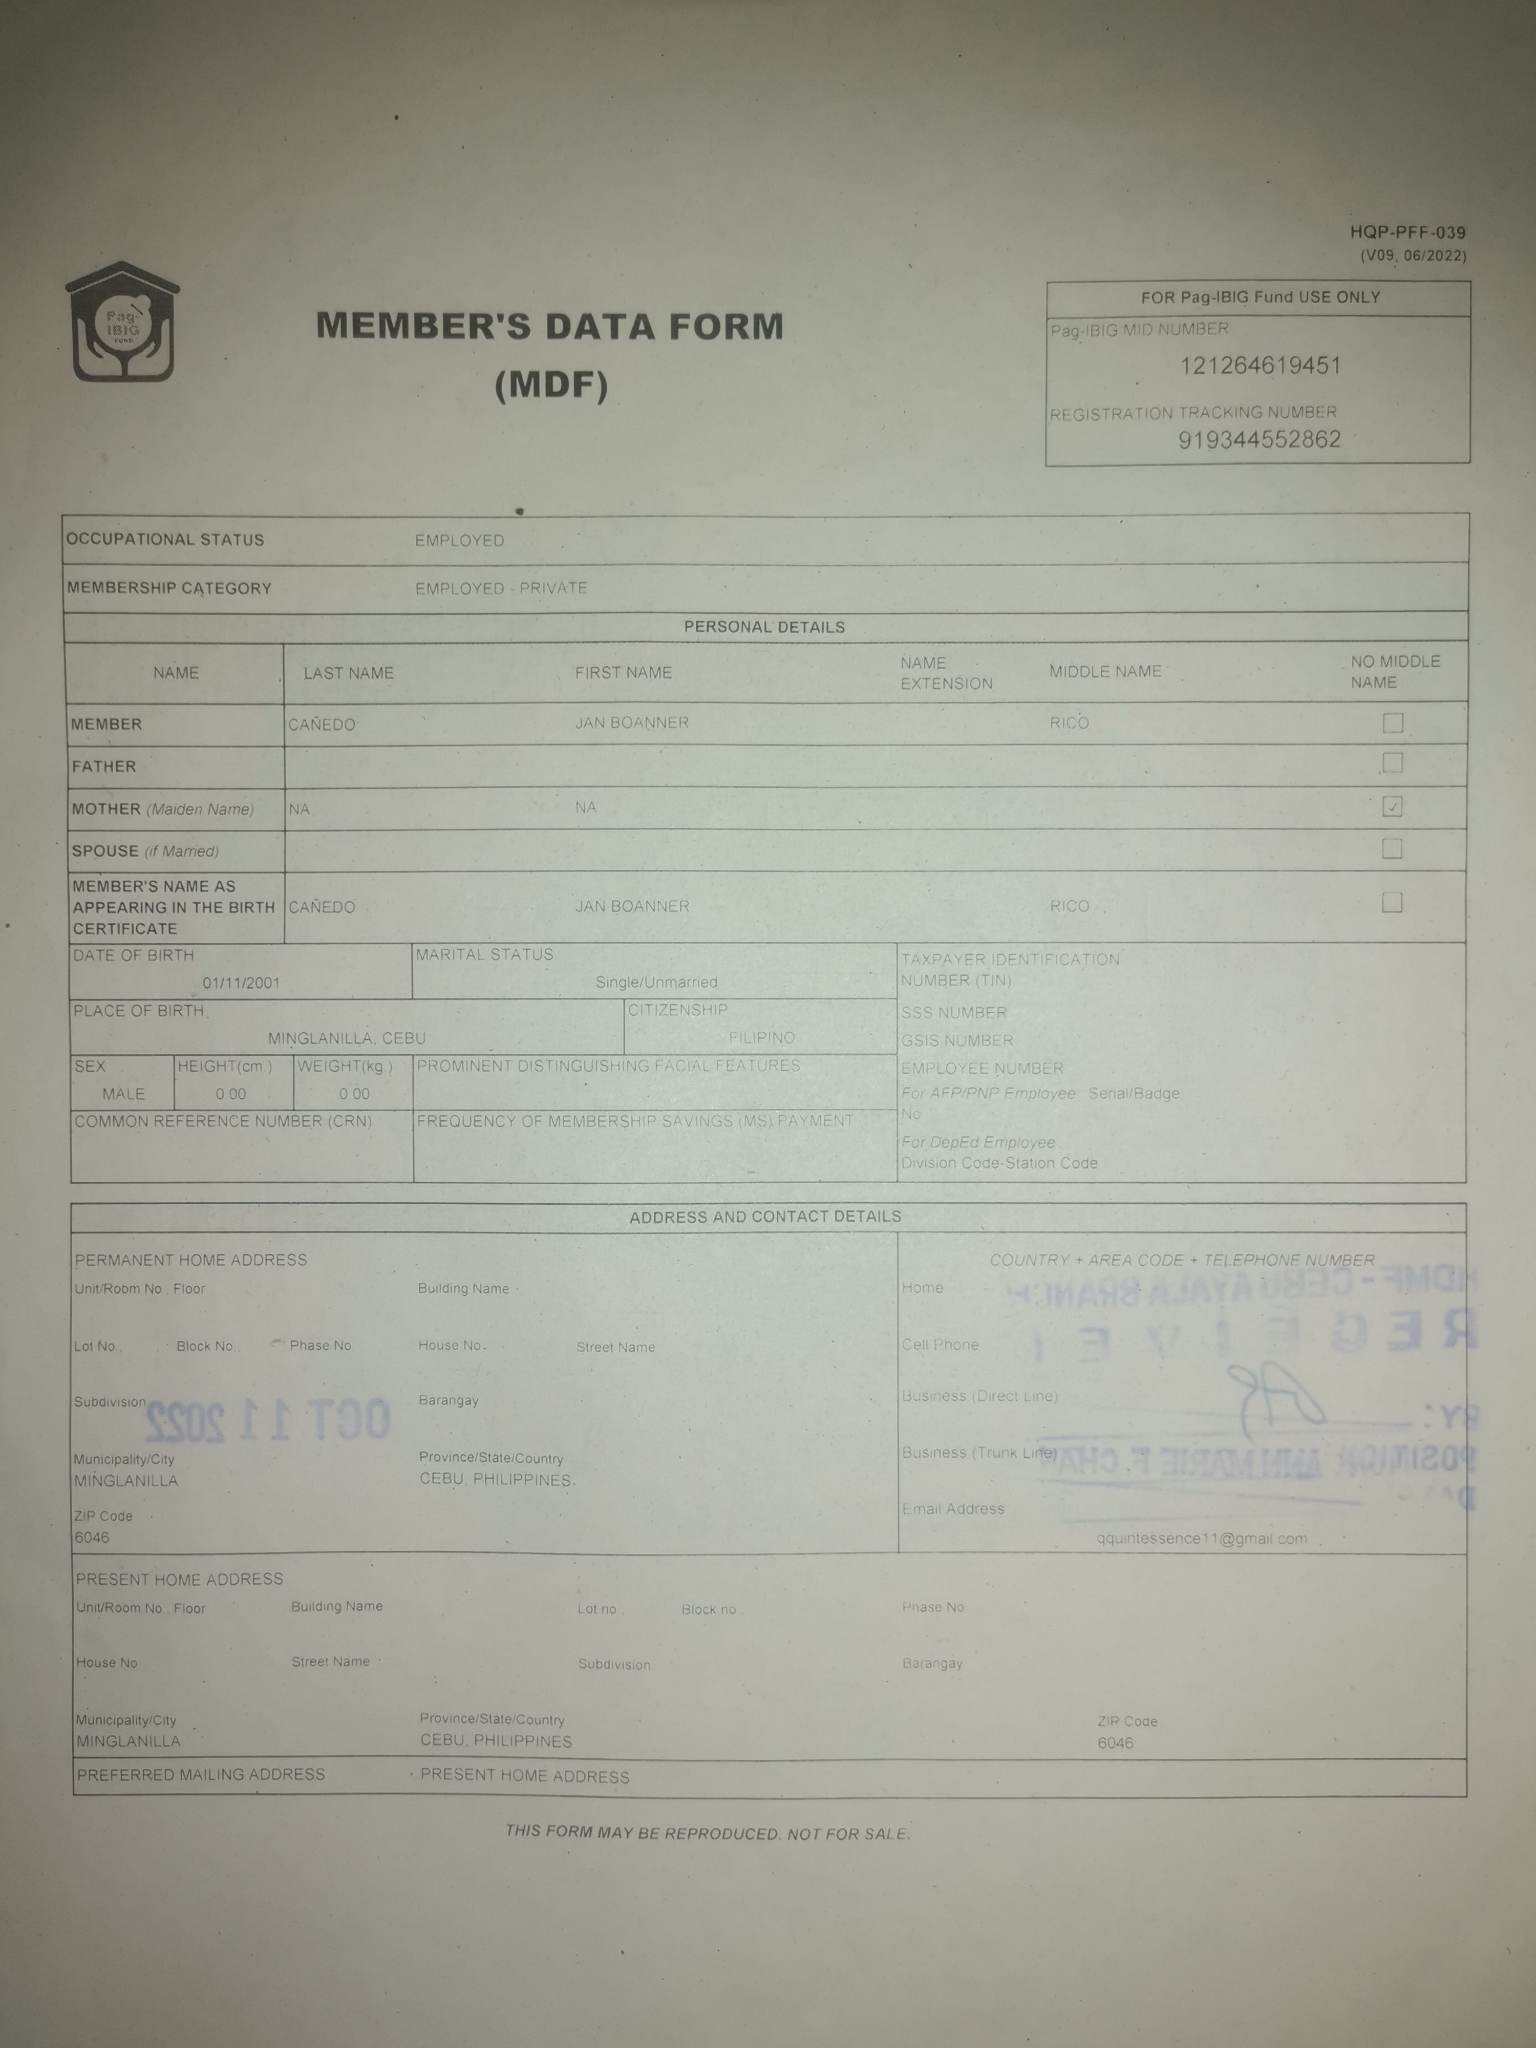 HQP-PFF-039
(V09, 06/2022)
Pag-IBIG
FUND
MEMBER'S DATA FORM
(MDF)
FOR Pag-IBIG Fund USE ONLY
Pag-IBIG MID NUMBER
121264619451
REGISTRATION TRACKING NUMBER
919344552862
OCCUPATIONAL STATUS EMPLOYED
MEMBERSHIP CATEGORY EMPLOYED - PRIVATE
PERSONAL DETAILS
NAME LAST NAME FIRST NAME NAME EXTENSION MIDDLE NAME NO MIDDLE NAME
MEMBER CAÑEDO JAN BOANNER RICO
FATHER
MOTHER (Maiden Name) NA NA ✓
SPOUSE (if Married)
MEMBER'S NAME AS APPEARING IN THE BIRTH CERTIFICATE CAÑEDO JAN BOANNER RICO
DATE OF BIRTH
01/11/2001
MARITAL STATUS
Single/Unmarried
TAXPAYER IDENTIFICATION NUMBER (TIN)
PLACE OF BIRTH
MINGLANILLA, CEBU
CITIZENSHIP
FILIPINO
SSS NUMBER
GSIS NUMBER
SEX
MALE
HEIGHT(cm.)
0.00
WEIGHT(kg.)
0.00
PROMINENT DISTINGUISHING FACIAL FEATURES
EMPLOYEE NUMBER
For AFP/PNP Employee Serial/Badge No
COMMON REFERENCE NUMBER (CRN)
FREQUENCY OF MEMBERSHIP SAVINGS (MS) PAYMENT
For DepEd Employee
Division Code-Station Code
ADDRESS AND CONTACT DETAILS
PERMANENT HOME ADDRESS
Unit/Room No., Floor Building Name
Lot No. Block No. Phase No House No. Street Name
Subdivision Barangay
OCT 11 2022
Municipality/City Province/State/Country
MINGLANILLA CEBU, PHILIPPINES
ZIP Code
6046
COUNTRY + AREA CODE + TELEPHONE NUMBER
Home
HDMF - CEBU AYALA BRANCH
Cell Phone
Business (Direct Line)
BY:
Business (Trunk Line)
POSITION ANN MARIE F. CHAN
Email Address
qquintessence11@gmail.com
PRESENT HOME ADDRESS
Unit/Room No., Floor Building Name Lot no Block no. Phase No
House No Street Name Subdivision Barangay
Municipality/City Province/State/Country ZIP Code
MINGLANILLA CEBU, PHILIPPINES 6046
PREFERRED MAILING ADDRESS PRESENT HOME ADDRESS
THIS FORM MAY BE REPRODUCED. NOT FOR SALE.